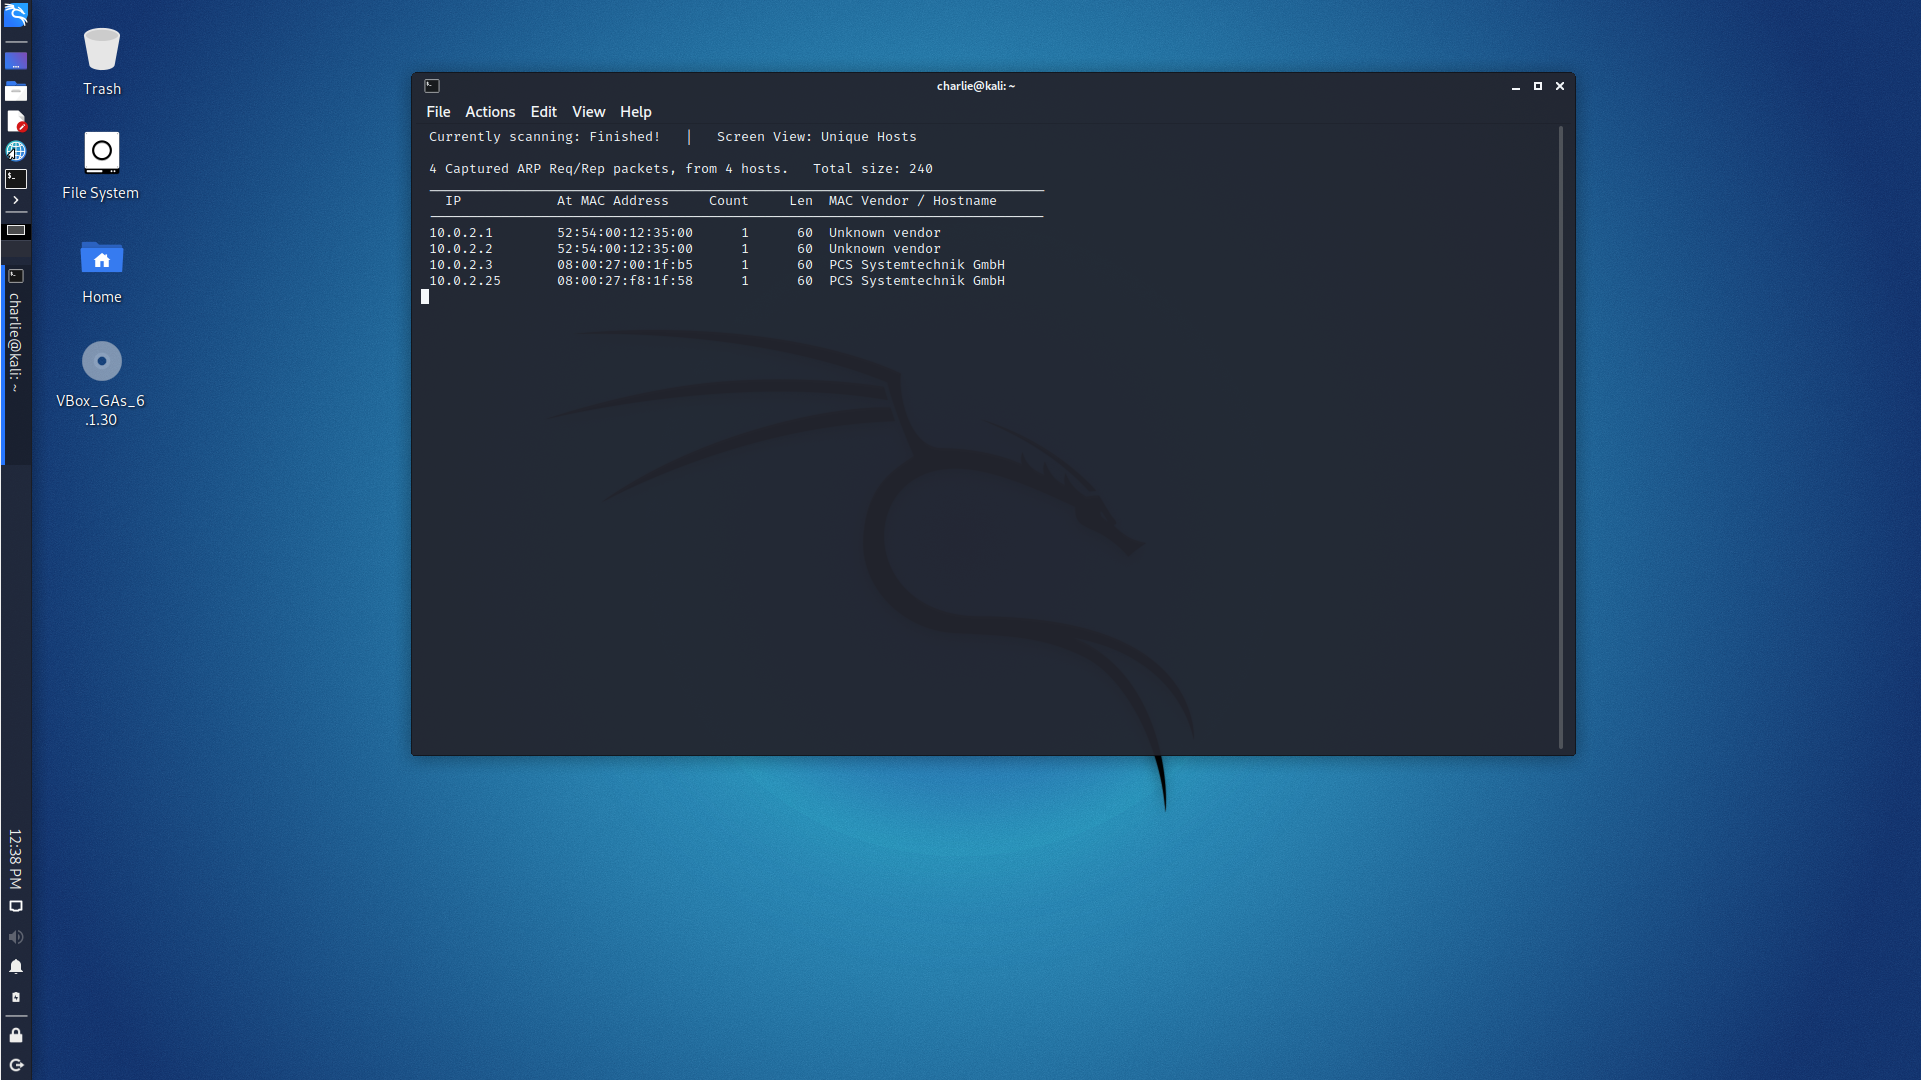 Trash
File System
Home
VBox_GAs_6
.1.30
charlie@kali: ~
12:38 PM
charlie@kali: ~
File Actions Edit View Help
Currently scanning: Finished!   |   Screen View: Unique Hosts
4 Captured ARP Req/Rep packets, from 4 hosts.   Total size: 240
IP            At MAC Address     Count     Len  MAC Vendor / Hostname
10.0.2.1        52:54:00:12:35:00      1      60  Unknown vendor
10.0.2.2        52:54:00:12:35:00      1      60  Unknown vendor
10.0.2.3        08:00:27:00:1f:b5      1      60  PCS Systemtechnik GmbH
10.0.2.25       08:00:27:f8:1f:58      1      60  PCS Systemtechnik GmbH